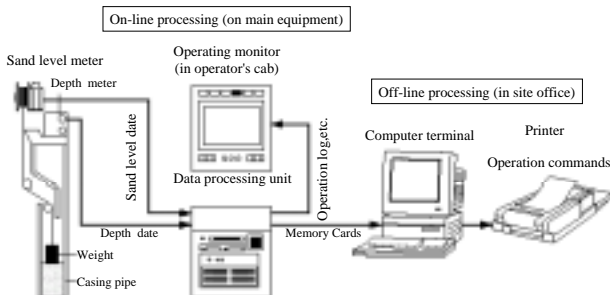 On-line processing (on main equipment)
Sand level meter
Depth meter
Operating monitor
(in operator's cab)
Off-line processing (in site office)
Computer terminal
Printer
Operation commands
Sand level date
Data processing unit
Operation log,etc.
Depth date
Memory Cards
Weight
Casing pipe